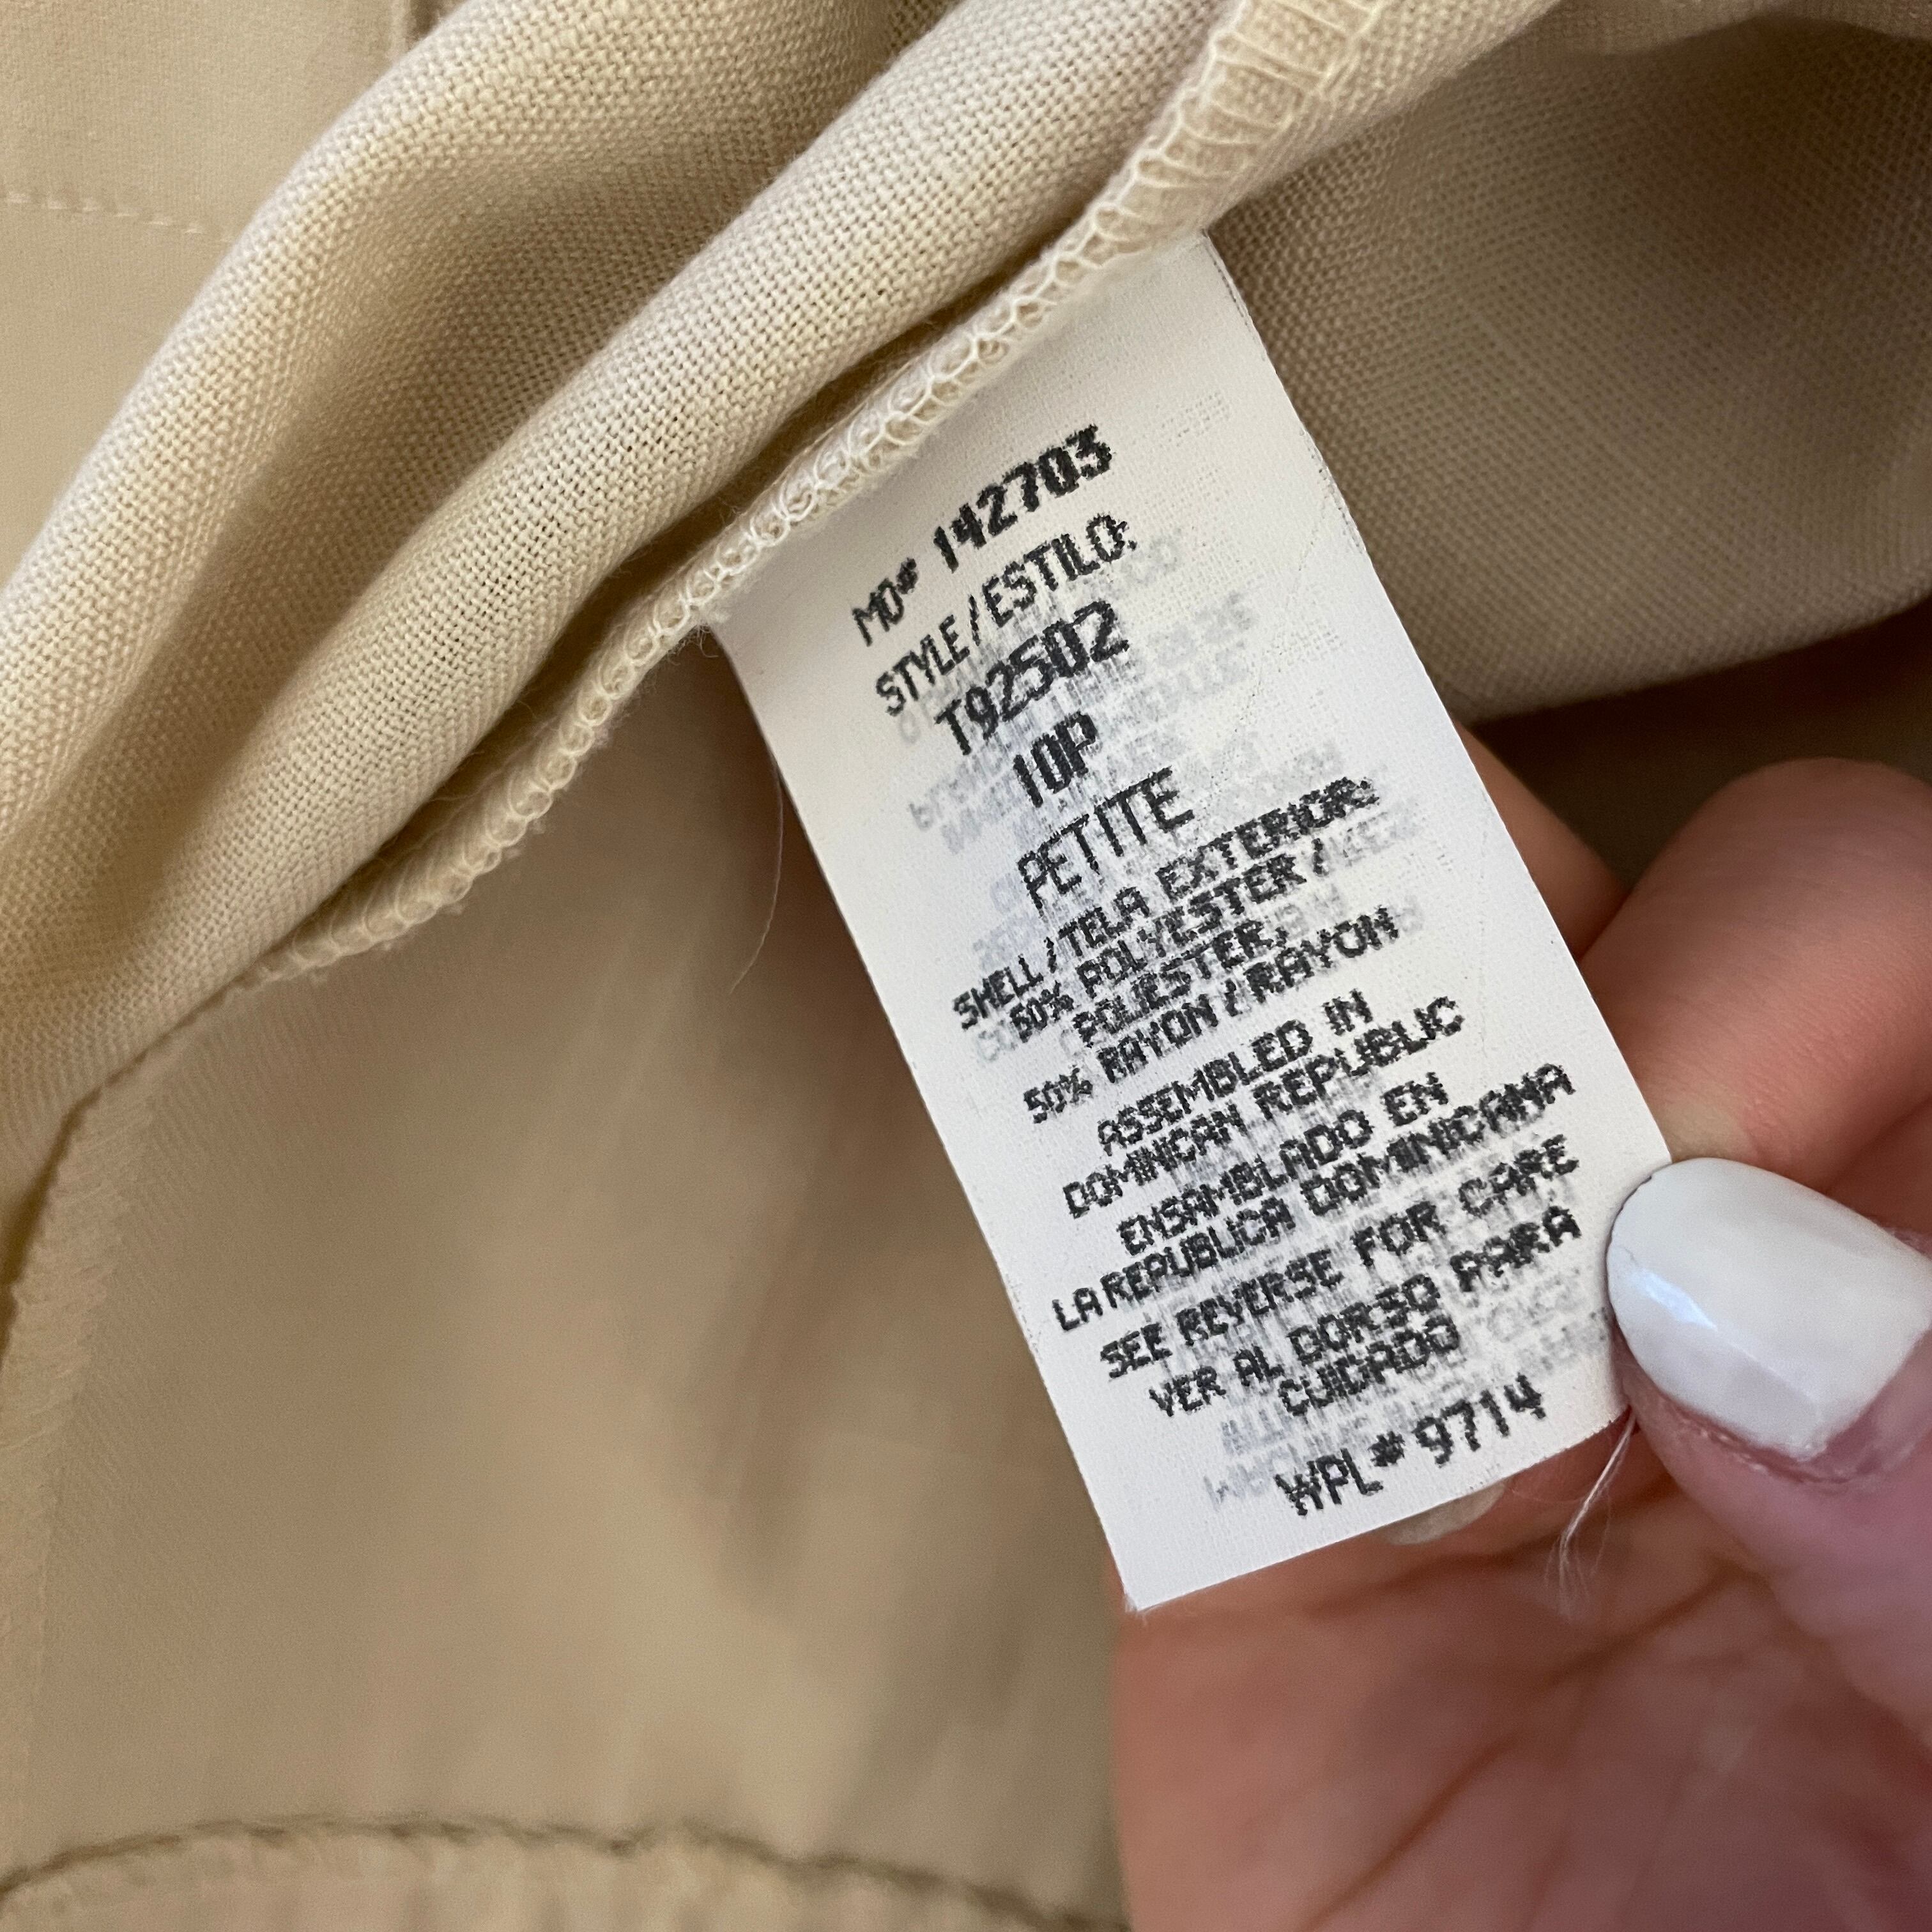 MO# 142703
STYLE/ESTILO:
T92502
10P
PETITE
SHELL/TELA EXTERIOR:
50% POLYESTER/
POLIESTER,
50% RAYON/RAYON
ASSEMBLED IN
DOMINICAN REPUBLIC
ENSAMBLADO EN
LA REPUBLICA DOMINICANA
SEE REVERSE FOR CARE
VER AL DORSO PARA
CUIDADO
WPL# 9714